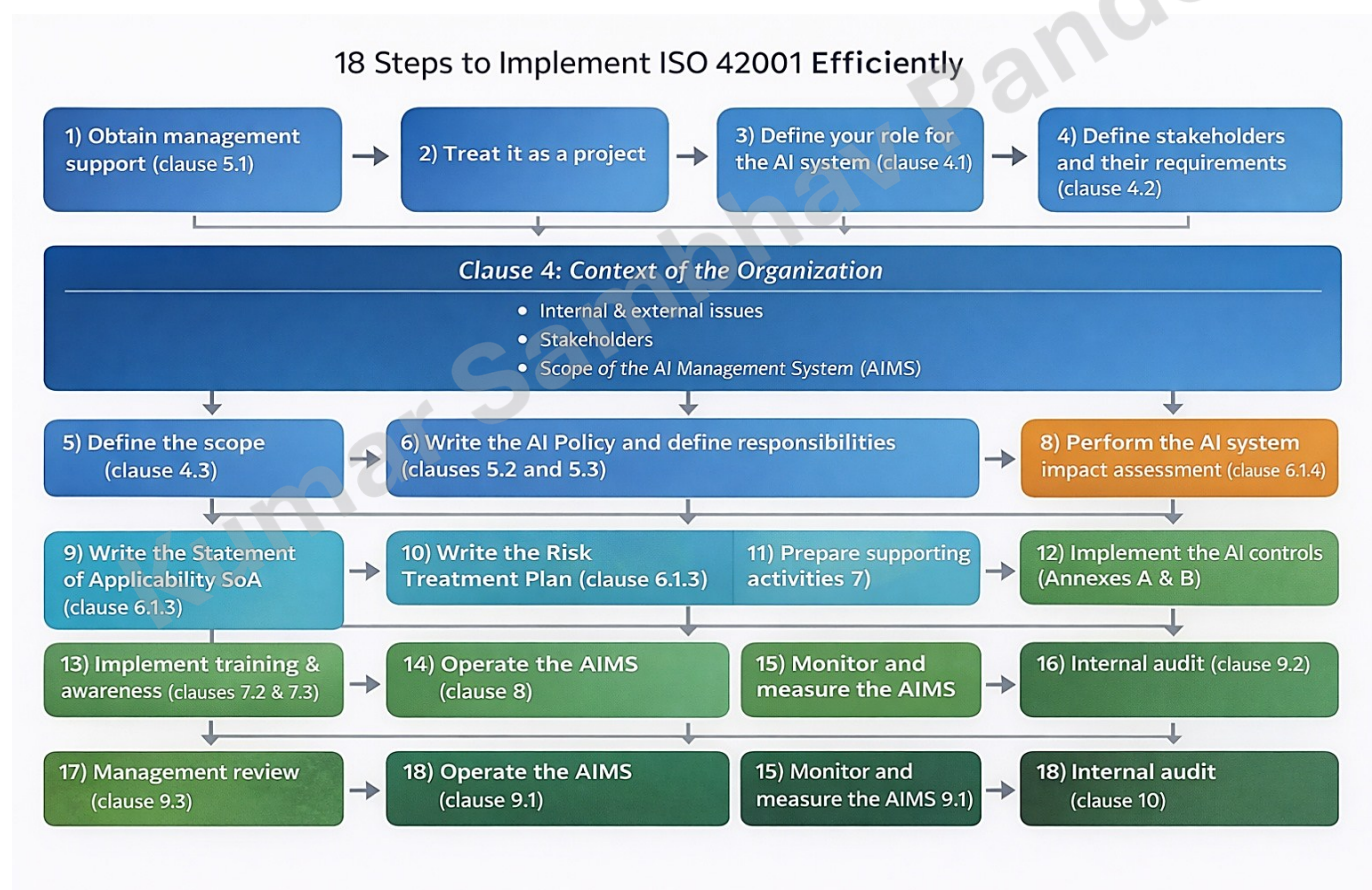 18 Steps to Implement ISO 42001 Efficiently
1) Obtain management
support (clause 5.1)
2) Treat it as a project
3) Define your role for
the AI system (clause 4.1)
4) Define stakeholders
and their requirements
(clause 4.2)
Clause 4: Context of the Organization
• Internal & external issues
• Stakeholders
• Scope of the AI Management System (AIMS)
5) Define the scope
(clause 4.3)
6) Write the AI Policy and define responsibilities
(clauses 5.2 and 5.3)
8) Perform the AI system
impact assessment (clause 6.1.4)
9) Write the Statement
of Applicability SoA
(clause 6.1.3)
10) Write the Risk
Treatment Plan (clause 6.1.3)
11) Prepare supporting
activities 7)
12) Implement the AI controls
(Annexes A & B)
13) Implement training &
awareness (clauses 7.2 & 7.3)
14) Operate the AIMS
(clause 8)
15) Monitor and
measure the AIMS
16) Internal audit (clause 9.2)
17) Management review
(clause 9.3)
18) Operate the AIMS
(clause 9.1)
15) Monitor and
measure the AIMS 9.1)
18) Internal audit
(clause 10)
Kumar Sambhav